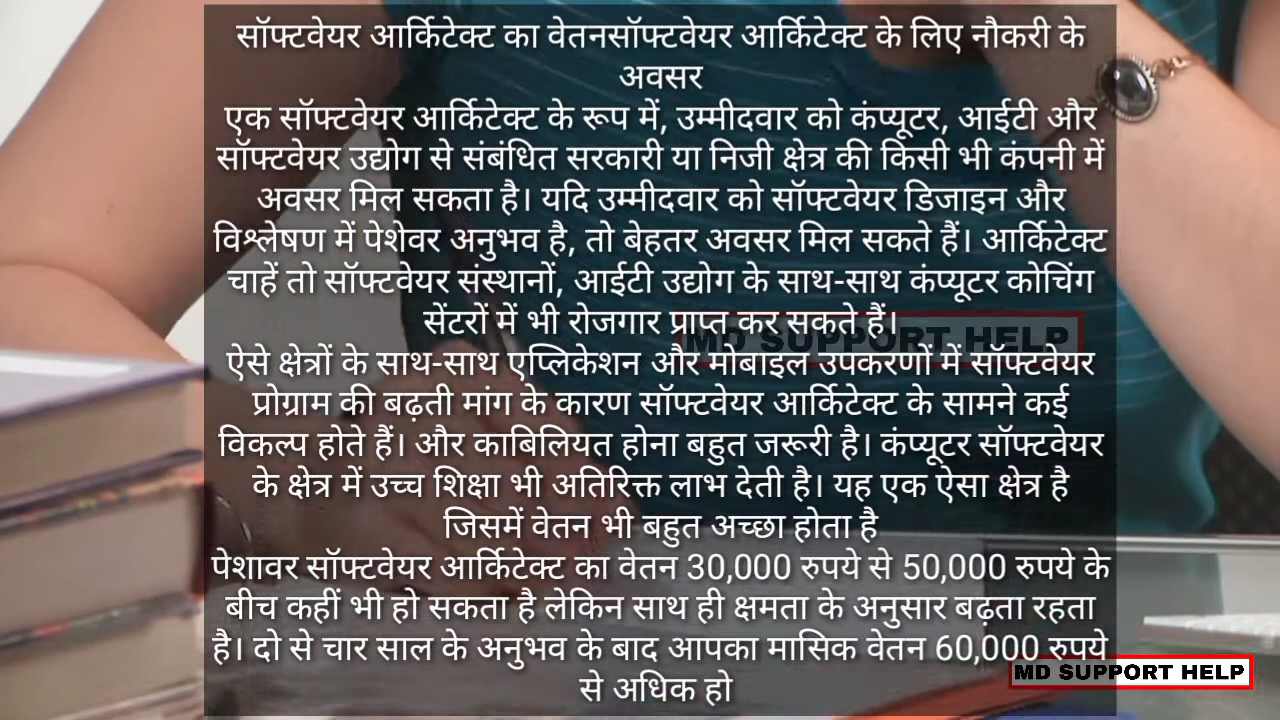 सॉफ्टवेयर आर्किटेक्ट का वेतनसॉफ्टवेयर आर्किटेक्ट के लिए नौकरी के
अवसर
एक सॉफ्टवेयर आर्किटेक्ट के रूप में, उम्मीदवार को कंप्यूटर, आईटी और
सॉफ्टवेयर उद्योग से संबंधित सरकारी या निजी क्षेत्र की किसी भी कंपनी में
अवसर मिल सकता है। यदि उम्मीदवार को सॉफ्टवेयर डिजाइन और
विश्लेषण में पेशेवर अनुभव है, तो बेहतर अवसर मिल सकते हैं। आर्किटेक्ट
चाहें तो सॉफ्टवेयर संस्थानों, आईटी उद्योग के साथ-साथ कंप्यूटर कोचिंग
सेंटरों में भी रोजगार प्राप्त कर सकते हैं।
MD SUPPORT HELP
ऐसे क्षेत्रों के साथ-साथ एप्लिकेशन और मोबाइल उपकरणों में सॉफ्टवेयर
प्रोग्राम की बढ़ती मांग के कारण सॉफ्टवेयर आर्किटेक्ट के सामने कई
विकल्प होते हैं। और काबिलियत होना बहुत जरूरी है। कंप्यूटर सॉफ्टवेयर
के क्षेत्र में उच्च शिक्षा भी अतिरिक्त लाभ देती है। यह एक ऐसा क्षेत्र है
जिसमें वेतन भी बहुत अच्छा होता है
पेशावर सॉफ्टवेयर आर्किटेक्ट का वेतन 30,000 रुपये से 50,000 रुपये के
बीच कहीं भी हो सकता है लेकिन साथ ही क्षमता के अनुसार बढ़ता रहता
है। दो से चार साल के अनुभव के बाद आपका मासिक वेतन 60,000 रुपये
MD SUPPORT HELP
से अधिक हो